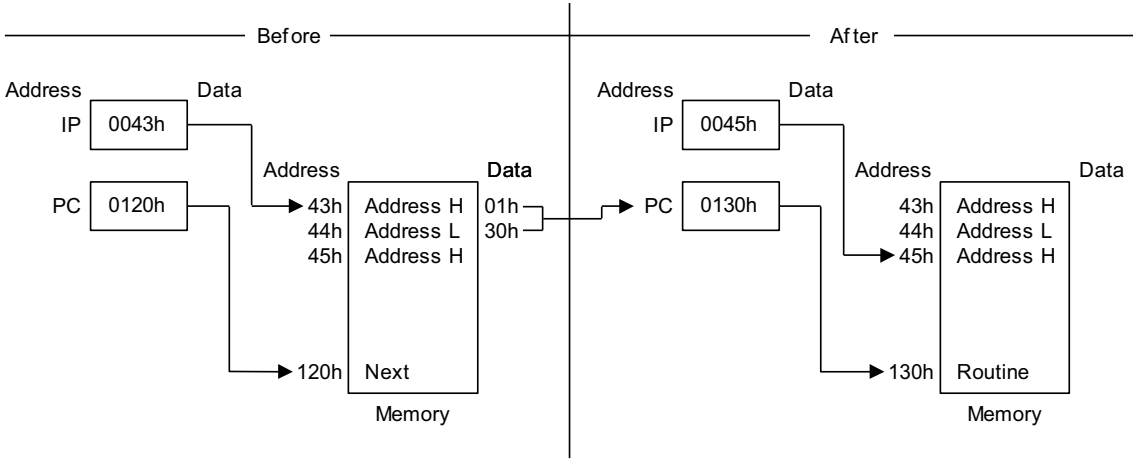 Before
Address Data
IP 0043h
Address Data
PC 0120h
43h Address H 01h
44h Address L 30h
45h Address H
120h Next
Memory
After
Address Data
IP 0045h
Address Data
PC 0130h
43h Address H
44h Address L
45h Address H
130h Routine
Memory